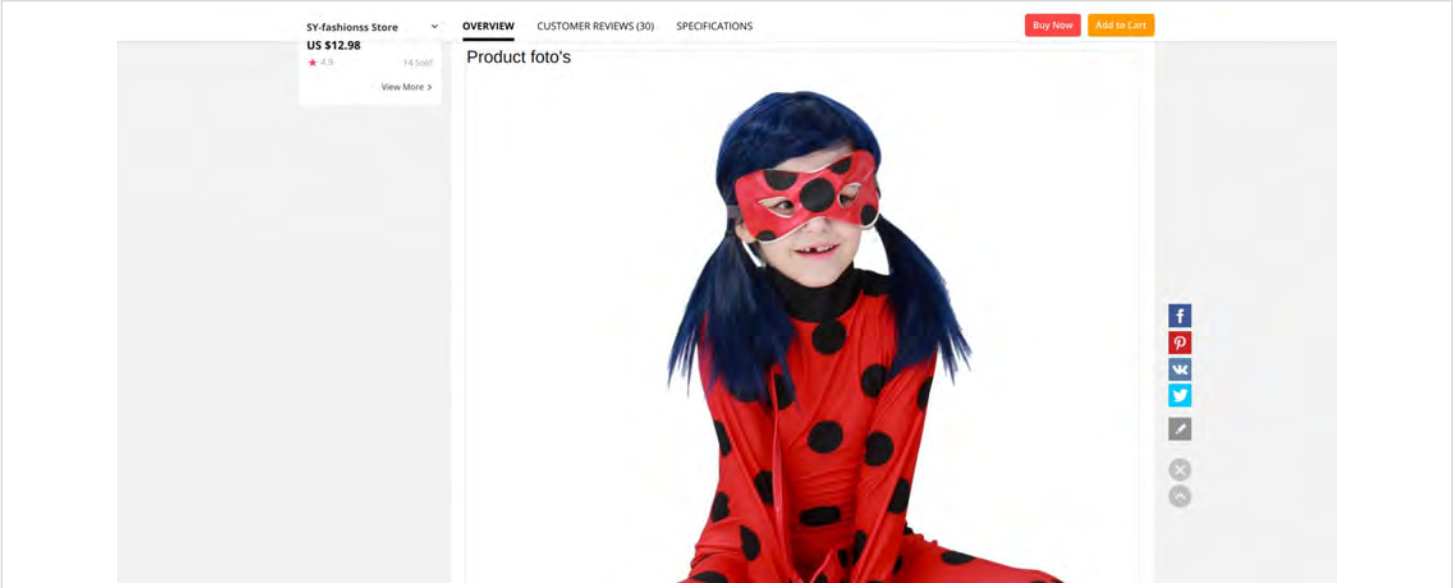 SY-fashionss Store
OVERVIEW CUSTOMER REVIEWS (30) SPECIFICATIONS
Buy Now Add to Cart
US $12.98
4.9 14 Sold
View More >
Product foto's